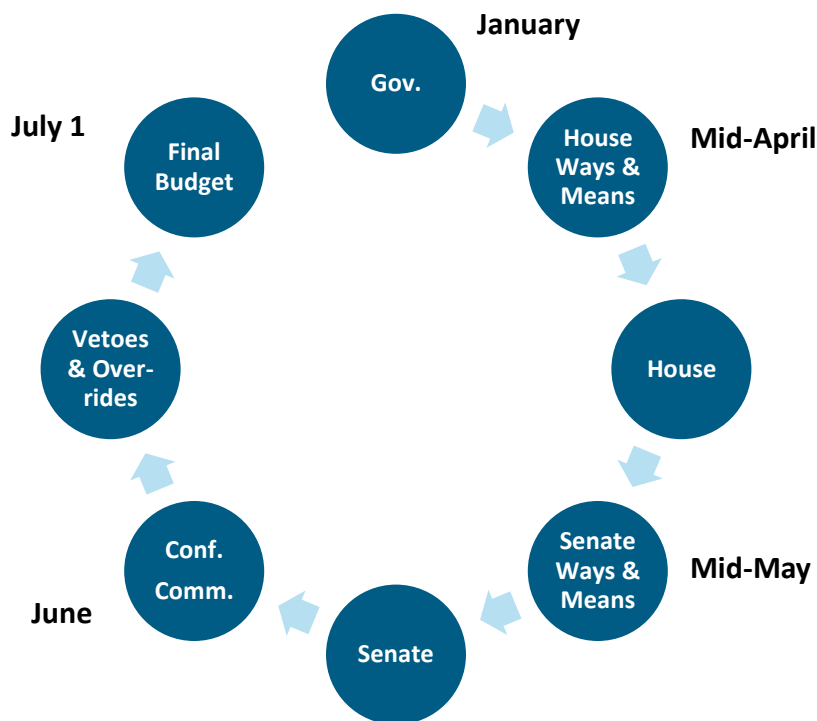 January
Gov.
House
Ways &
Means
Mid-April
House
Senate
Ways &
Means
Mid-May
Senate
Conf.
Comm.
June
Vetoes
& Over-
rides
Final
Budget
July 1